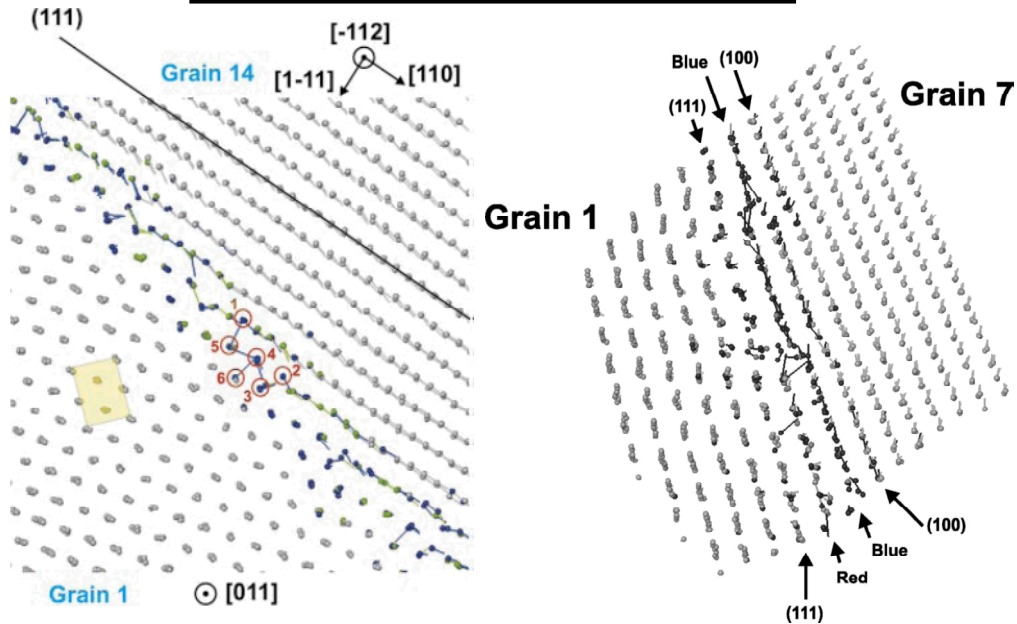 (111)
[-112]
Grain 14
[1-11]
[110]
1
5
4
6
2
3
Grain 1
[011]
Blue
(100)
(111)
Grain 7
Grain 1
(100)
Blue
Red
(111)